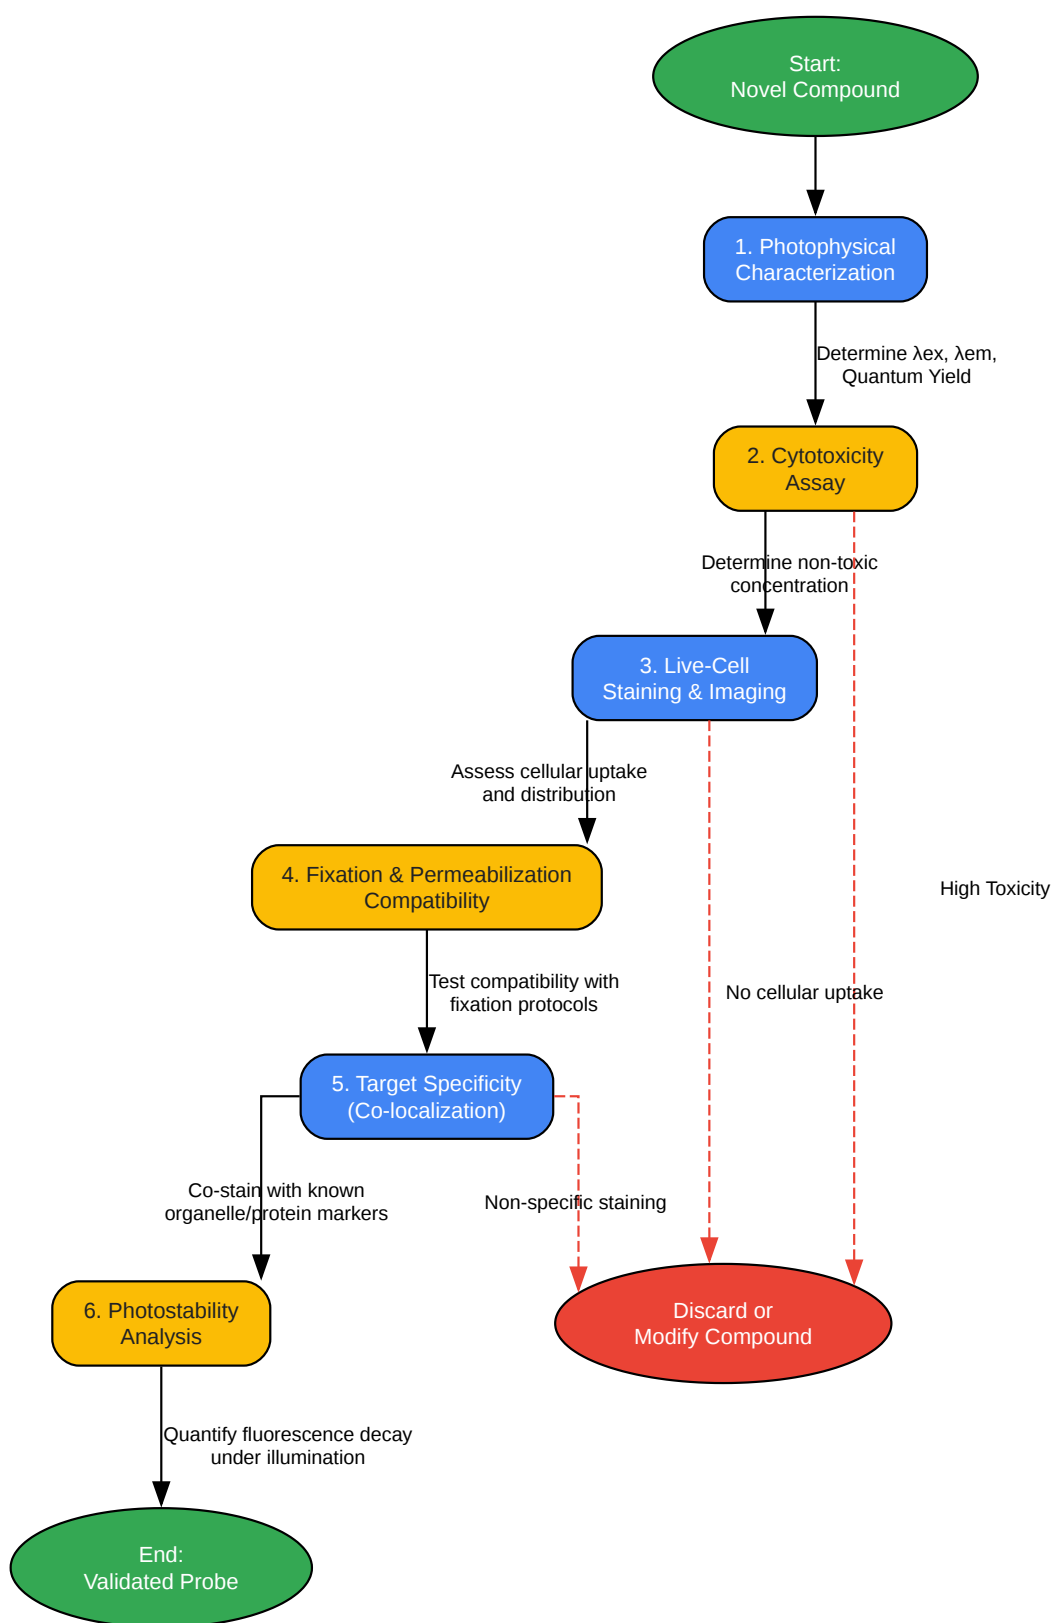 Start:
Novel Compound
1. Photophysical
Characterization
Determine λex, λem,
Quantum Yield
2. Cytotoxicity
Assay
Determine non-toxic
concentration
3. Live-Cell
Staining & Imaging
Assess cellular uptake
and distribution
4. Fixation & Permeabilization
Compatibility
High Toxicity
Test compatibility with
fixation protocols
No cellular uptake
5. Target Specificity
(Co-localization)
Co-stain with known
organelle/protein markers
Non-specific staining
6. Photostability
Analysis
Discard or
Modify Compound
Quantify fluorescence decay
under illumination
End:
Validated Probe